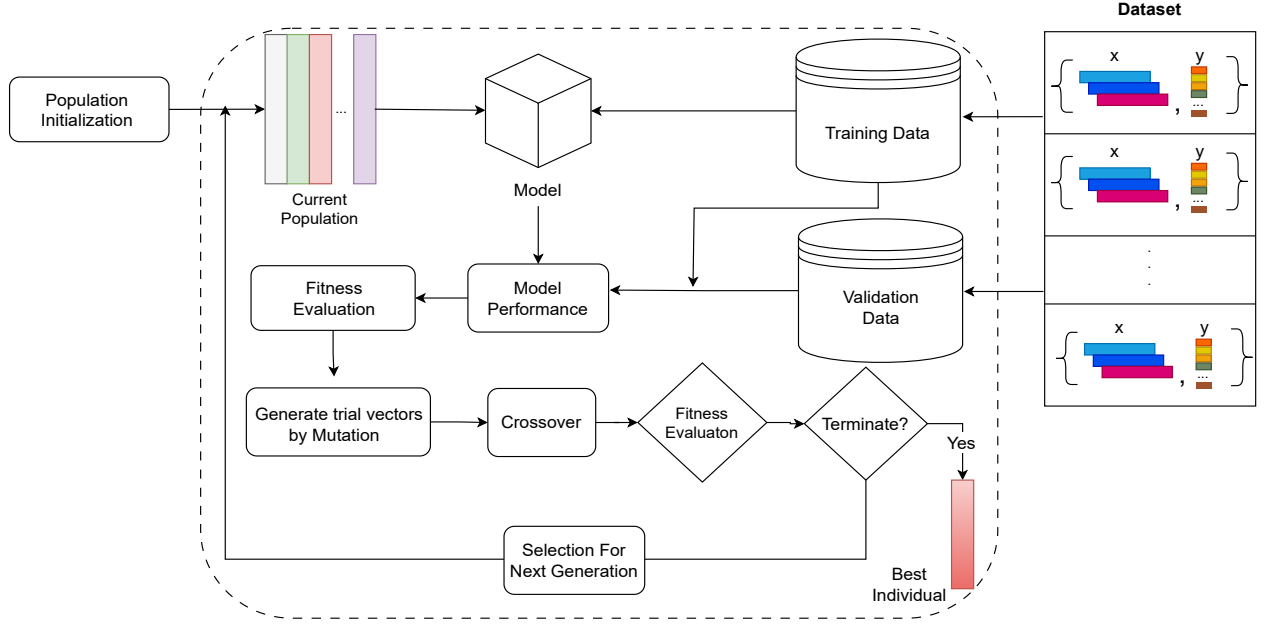 Dataset
x y
, ...
Population
Initialization
...
Current
Population
Model
Training Data
x y
, ...
.
.
.
Fitness
Evaluation
Model
Performance
Validation
Data
x y
, ...
Generate trial vectors
by Mutation
Crossover
Fitness
Evaluaton
Terminate?
Yes
Selection For
Next Generation
Best
Individual